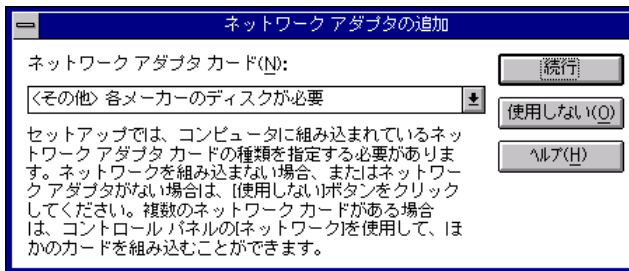 ネットワーク アダプタの追加
ネットワーク アダプタ カード(N):
続行
<その他> 各メーカーのディスクが必要
使用しない(O)
セットアップでは、コンピュータに組み込まれているネッ
トワーク アダプタ カードの種類を指定する必要がありま
す。ネットワークを組み込まない場合、またはネットワー
ク アダプタがない場合は、[使用しない]ボタンをクリック
してください。複数のネットワーク カードがある場合
は、コントロール パネルの[ネットワーク]を使用して、ほ
かのカードを組み込むことができます。
ヘルプ(H)